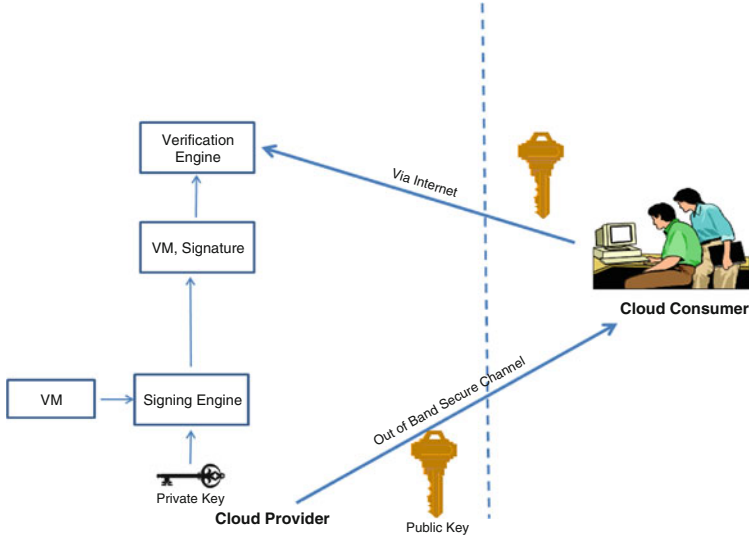 Verification
Engine
Via Internet
VM, Signature
Cloud Consumer
Out of Band Secure Channel
VM
Signing Engine
Private Key
Cloud Provider
Public Key